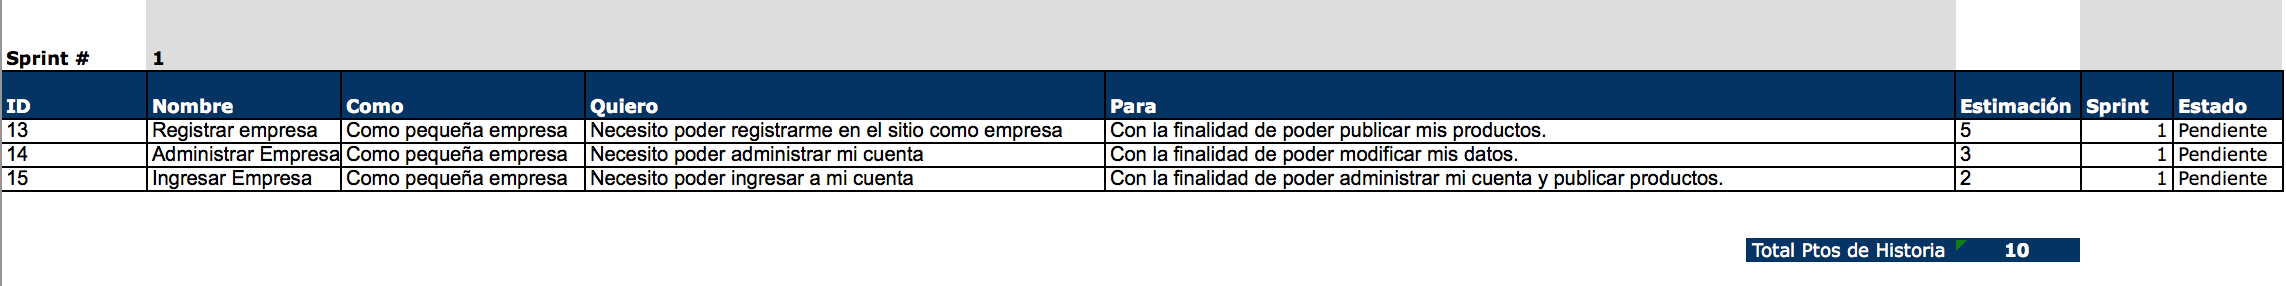 Sprint # 1
ID Nombre Como Quiero Para Estimación Sprint Estado
13 Registrar empresa Como pequeña empresa Necesito poder registrarme en el sitio como empresa Con la finalidad de poder publicar mis productos. 5 1 Pendiente
14 Administrar Empresa Como pequeña empresa Necesito poder administrar mi cuenta Con la finalidad de poder modificar mis datos. 3 1 Pendiente
15 Ingresar Empresa Como pequeña empresa Necesito poder ingresar a mi cuenta Con la finalidad de poder administrar mi cuenta y publicar productos. 2 1 Pendiente
Total Ptos de Historia 10